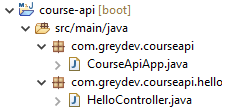 course-api [boot]
src/main/java
com.greydev.courseapi
CourseApiApp.java
com.greydev.courseapi.hello
HelloController.java